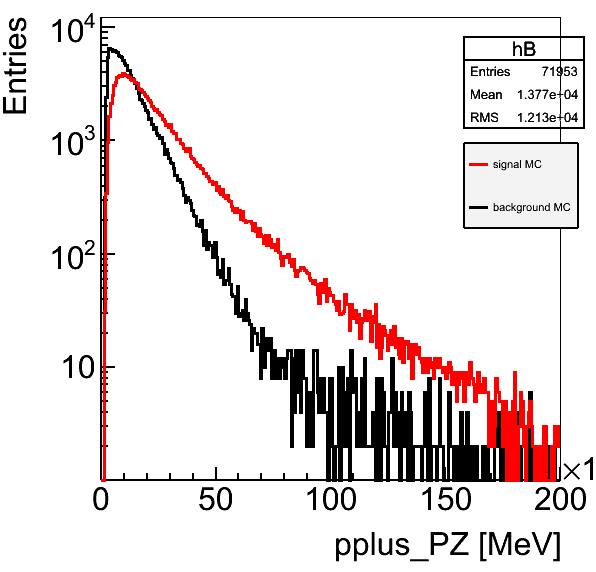 Entries
10⁴
10³
10²
10
hB
Entries 71953
Mean 1.377e+04
RMS 1.213e+04
signal MC
background MC
0 50 100 150 200
×1
pplus_PZ [MeV]